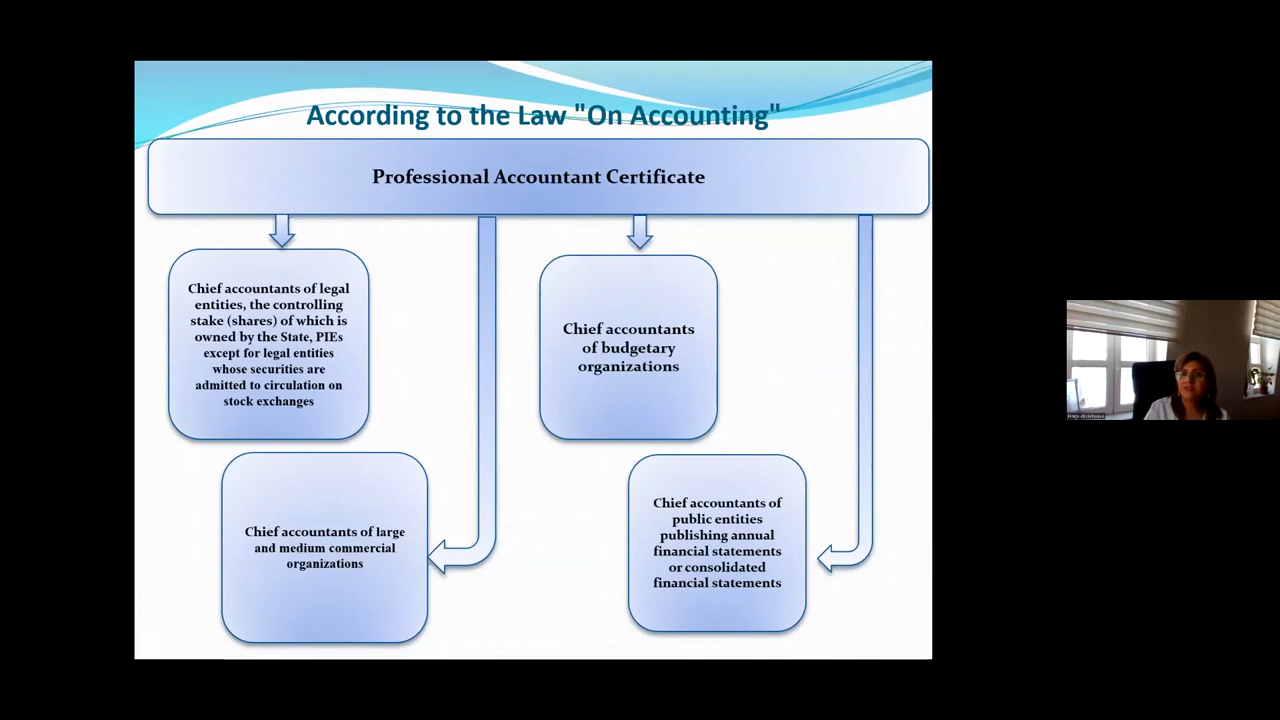 According to the Law "On Accounting"
Professional Accountant Certificate
Chief accountants of legal
entities, the controlling
stake (shares) of which is
owned by the State, PIEs
except for legal entities
whose securities are
admitted to circulation on
stock exchanges
Chief accountants
of budgetary
organizations
Chief accountants of large
and medium commercial
organizations
Chief accountants of
public entities
publishing annual
financial statements
or consolidated
financial statements